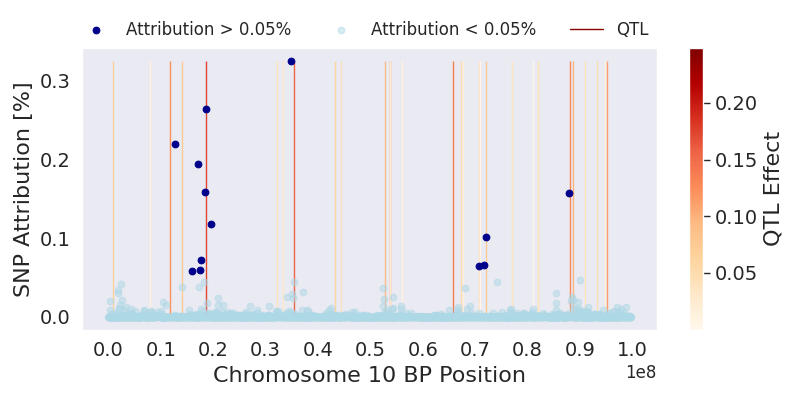 Attribution > 0.05% Attribution < 0.05% QTL
SNP Attribution [%]
0.3
0.2
0.1
0.0
0.0 0.1 0.2 0.3 0.4 0.5 0.6 0.7 0.8 0.9 1.0
1e8
Chromosome 10 BP Position
0.20
0.15
0.10
0.05
QTL Effect